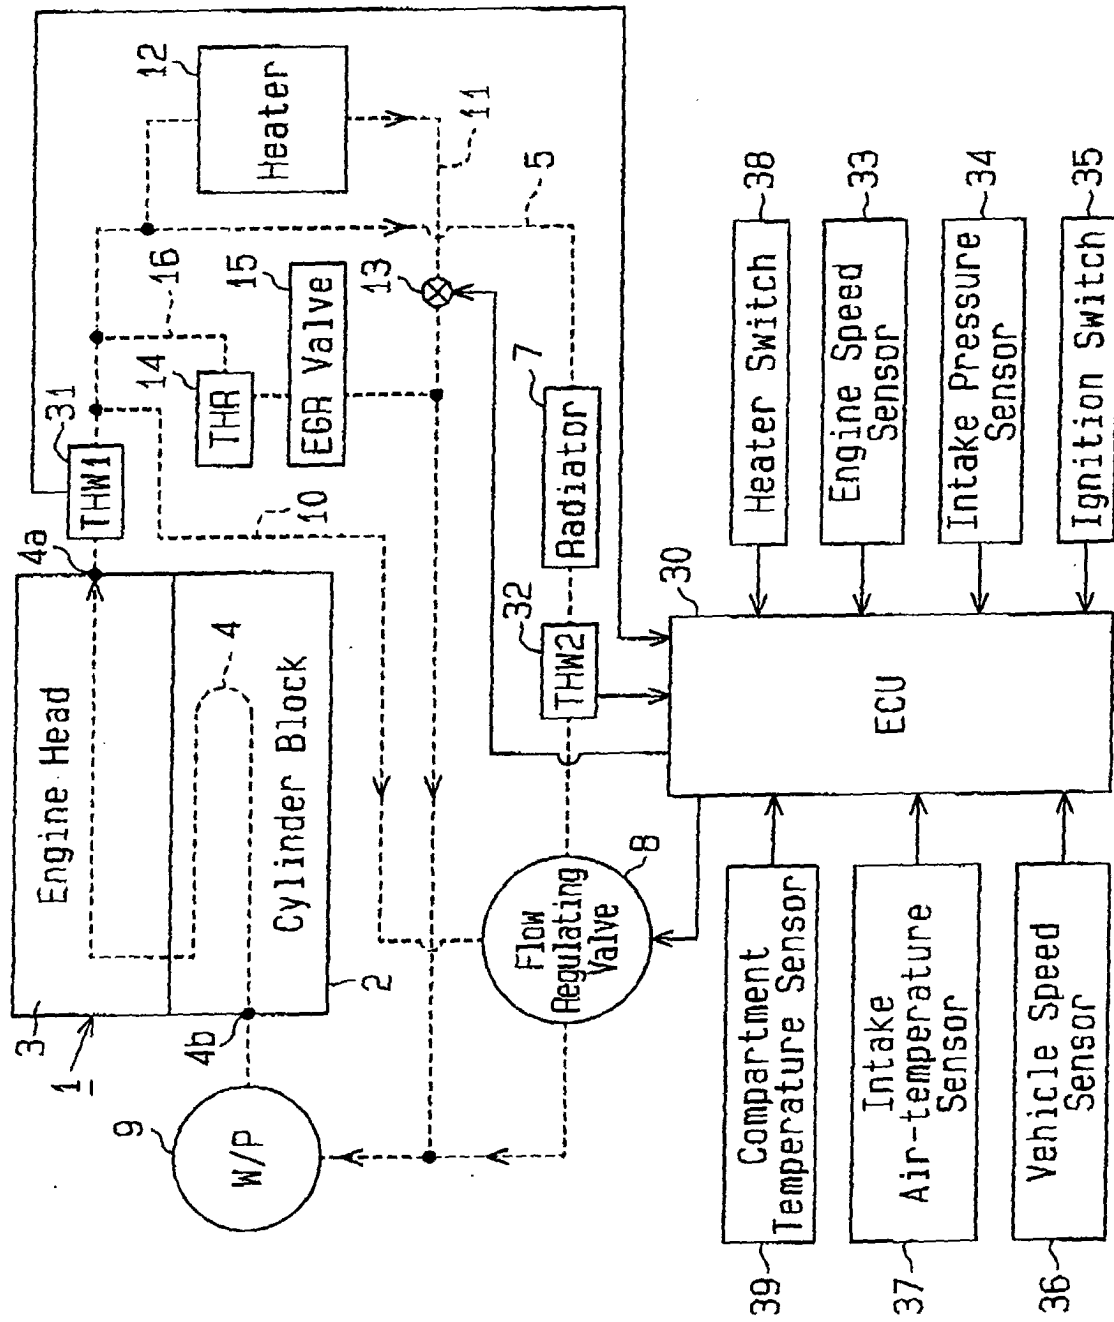 1
3
Engine Head
4a
THW1
31
16
12
Heater
4
Cylinder Block
2
4b
9
W/P
10
14
THR
15
EGR Valve
13
11
5
Flow
Regulating
Valve
8
32
THW2
7
Radiator
30
ECU
39
Compartment
Temperature Sensor
37
Intake
Air-temperature
Sensor
36
Vehicle Speed
Sensor
Heater Switch
38
Engine Speed
Sensor
33
Intake Pressure
Sensor
34
Ignition Switch
35